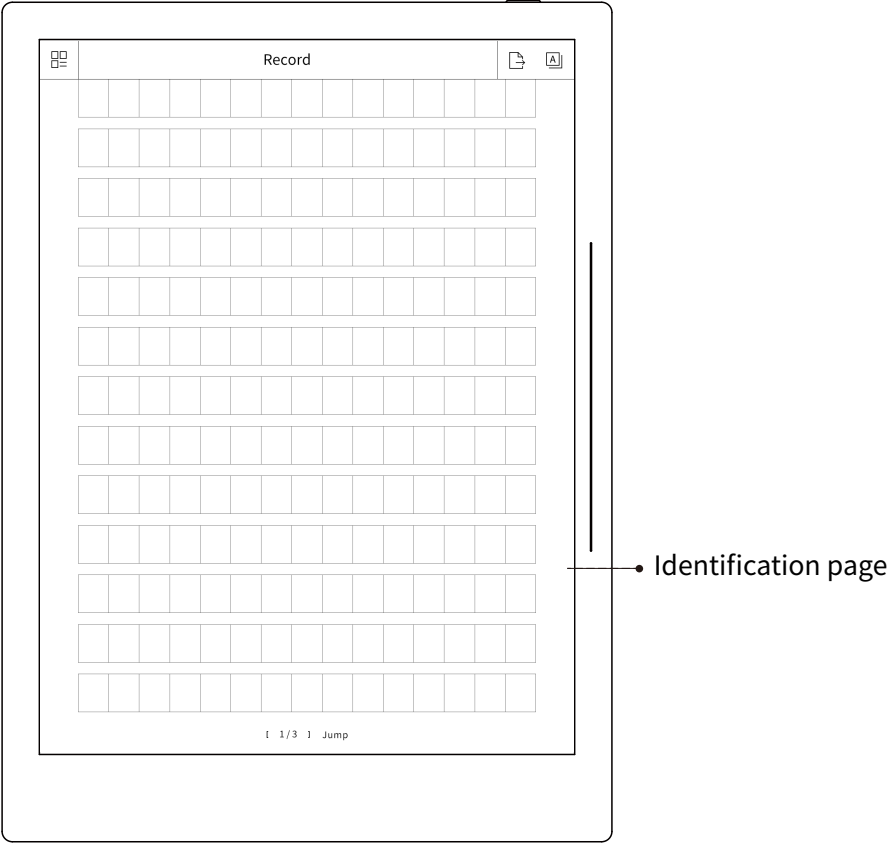 Record
A
Identification page
[ 1/3 ] Jump